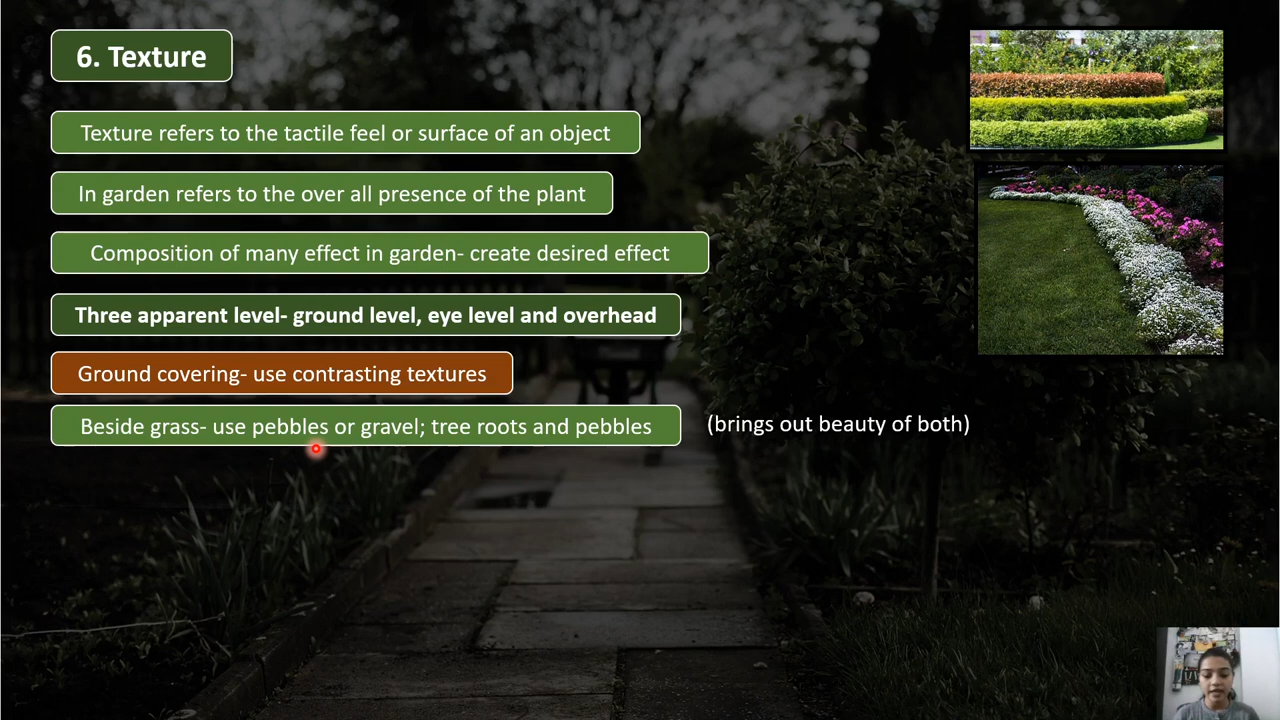 6. Texture
Texture refers to the tactile feel or surface of an object
In garden refers to the over all presence of the plant
Composition of many effect in garden- create desired effect
Three apparent level- ground level, eye level and overhead
Ground covering- use contrasting textures
Beside grass- use pebbles or gravel; tree roots and pebbles
(brings out beauty of both)